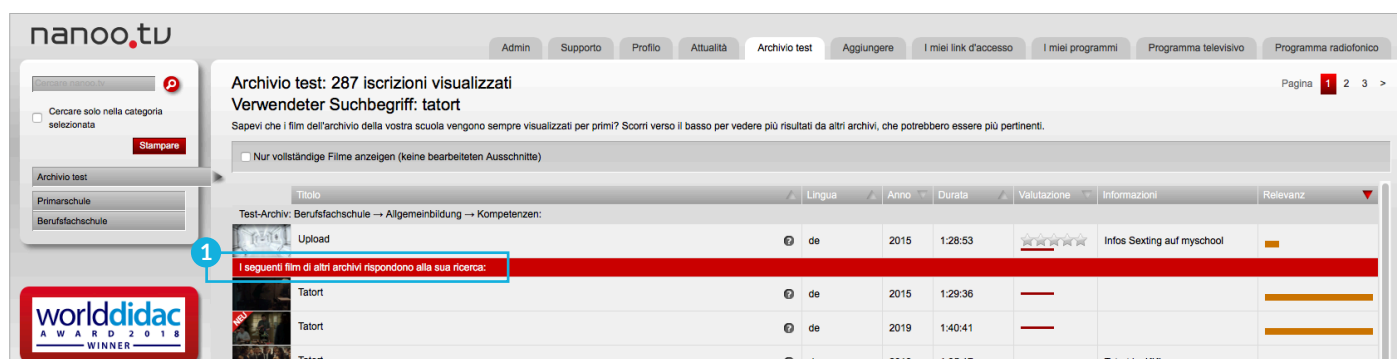 nanoo.tv
Admin
Supporto
Profilo
Attualità
Archivio test
Aggiungere
I miei link d'accesso
I miei programmi
Programma televisivo
Programma radiofonico
Cercare nanoo.tv
Cercare solo nella categoria
selezionata
Stampare
Archivio test
Primarschule
Berufsfachschule
worlddidac
AWARD 2018
WINNER
Archivio test: 287 iscrizioni visualizzati
Verwendeter Suchbegriff: tatort
Pagina 1 2 3 >
Sapevi che i film dell'archivio della vostra scuola vengono sempre visualizzati per primi? Scorri verso il basso per vedere più risultati da altri archivi, che potrebbero essere più pertinenti.
Nur vollständige Filme anzeigen (keine bearbeiteten Ausschnitte)
Titolo Lingua Anno Durata Valutazione Informazioni Relevanz
Test-Archiv: Berufsfachschule → Allgemeinbildung → Kompetenzen:
Upload ? de 2015 1:28:53 Infos Sexting auf myschool
1
I seguenti film di altri archivi rispondono alla sua ricerca:
Tatort ? de 2015 1:29:36
NEU Tatort ? de 2019 1:40:41
Tatort